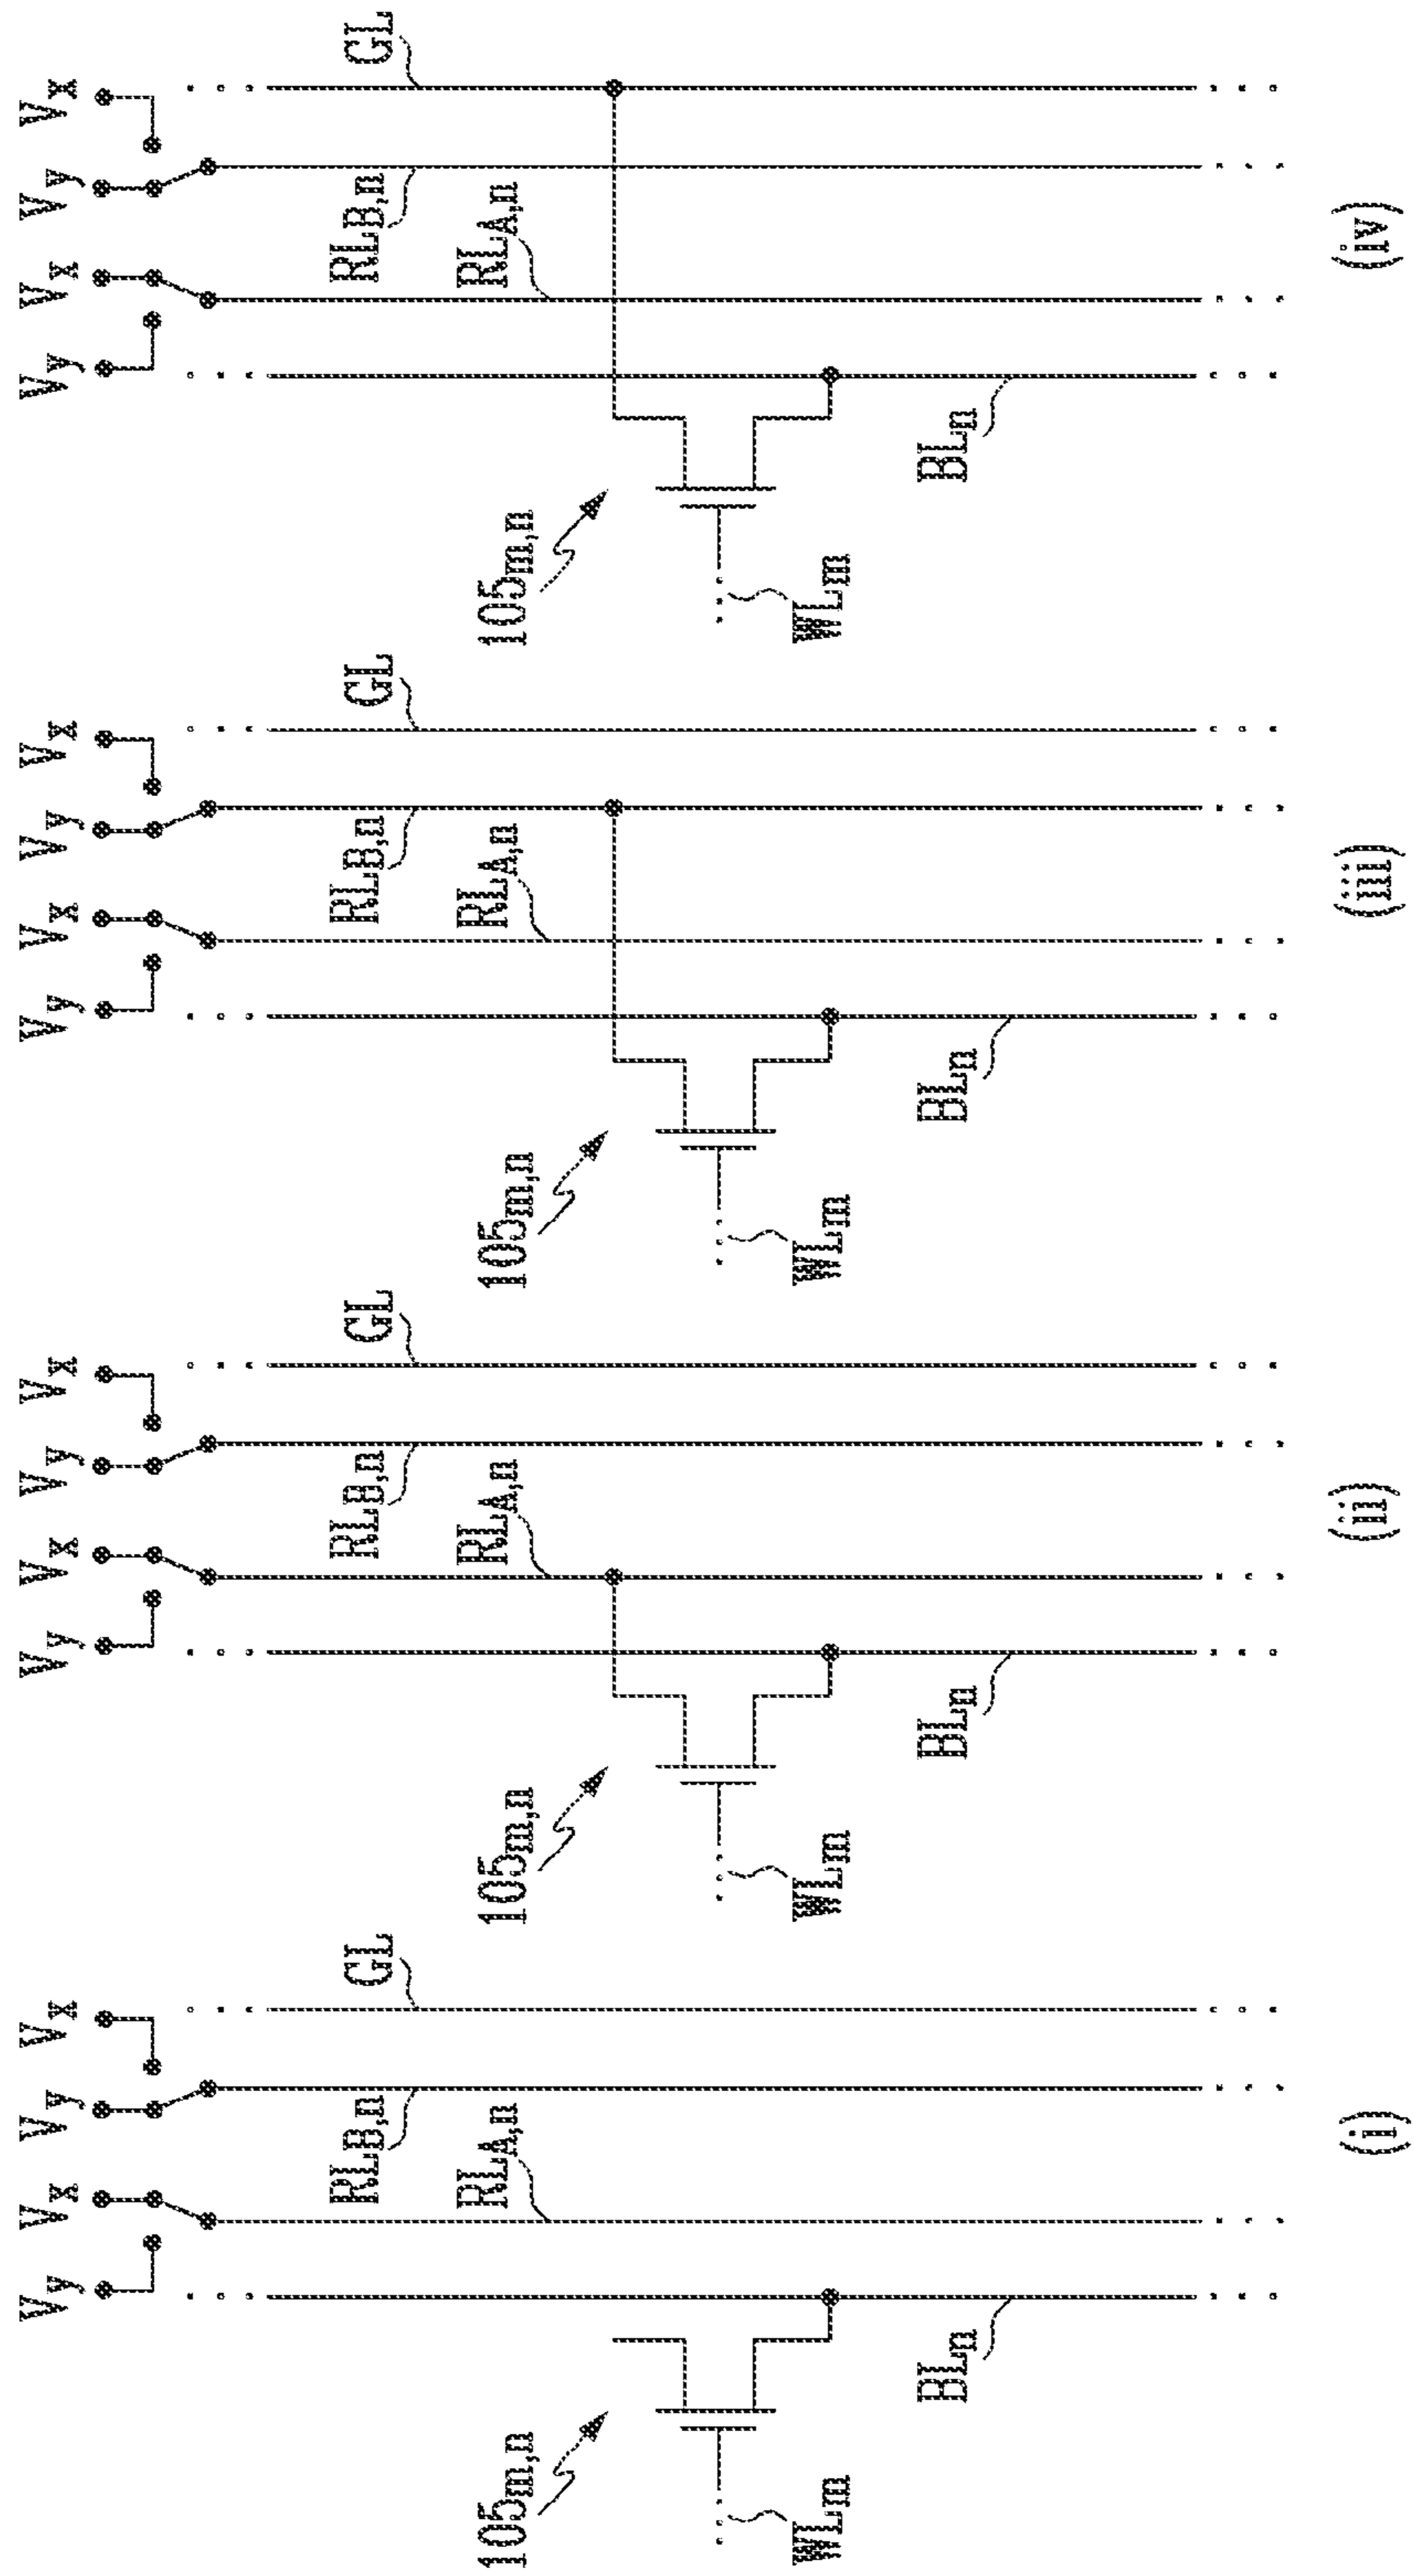 Vy Vx Vy Vx
GL
RLB,n
RLA,n
105m,n
WLm
BLn
(i)
Vy Vx Vy Vx
GL
RLB,n
RLA,n
105m,n
WLm
BLn
(ii)
Vy Vx Vy Vx
GL
RLB,n
RLA,n
105m,n
WLm
BLn
(iii)
Vy Vx Vy Vx
GL
RLB,n
RLA,n
105m,n
WLm
BLn
(iv)